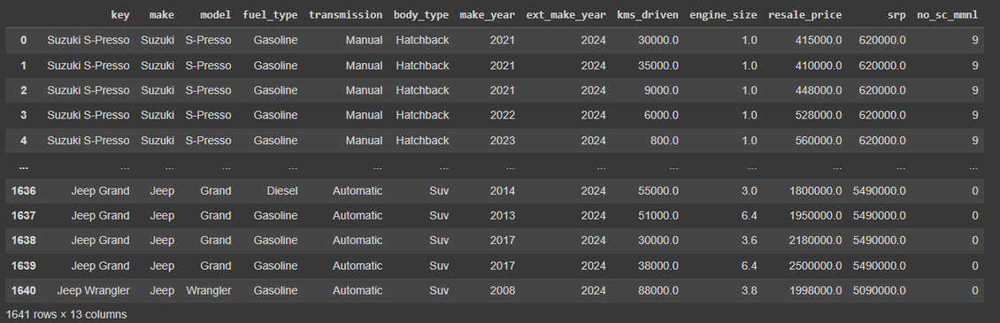 key make model fuel_type transmission body_type make_year ext_make_year kms_driven engine_size resale_price srp no_sc_mmnl
0 Suzuki S-Presso Suzuki S-Presso Gasoline Manual Hatchback 2021 2024 30000.0 1.0 415000.0 620000.0 9
1 Suzuki S-Presso Suzuki S-Presso Gasoline Manual Hatchback 2021 2024 35000.0 1.0 410000.0 620000.0 9
2 Suzuki S-Presso Suzuki S-Presso Gasoline Manual Hatchback 2021 2024 9000.0 1.0 448000.0 620000.0 9
3 Suzuki S-Presso Suzuki S-Presso Gasoline Manual Hatchback 2022 2024 6000.0 1.0 528000.0 620000.0 9
4 Suzuki S-Presso Suzuki S-Presso Gasoline Manual Hatchback 2023 2024 800.0 1.0 560000.0 620000.0 9
... ... ... ... ... ... ... ... ... ... ... ... ... ...
1636 Jeep Grand Jeep Grand Diesel Automatic Suv 2014 2024 55000.0 3.0 1800000.0 5490000.0 0
1637 Jeep Grand Jeep Grand Gasoline Automatic Suv 2013 2024 51000.0 6.4 1950000.0 5490000.0 0
1638 Jeep Grand Jeep Grand Gasoline Automatic Suv 2017 2024 30000.0 3.6 2180000.0 5490000.0 0
1639 Jeep Grand Jeep Grand Gasoline Automatic Suv 2017 2024 38000.0 6.4 2500000.0 5490000.0 0
1640 Jeep Wrangler Jeep Wrangler Gasoline Automatic Suv 2008 2024 88000.0 3.8 1998000.0 5090000.0 0
1641 rows × 13 columns